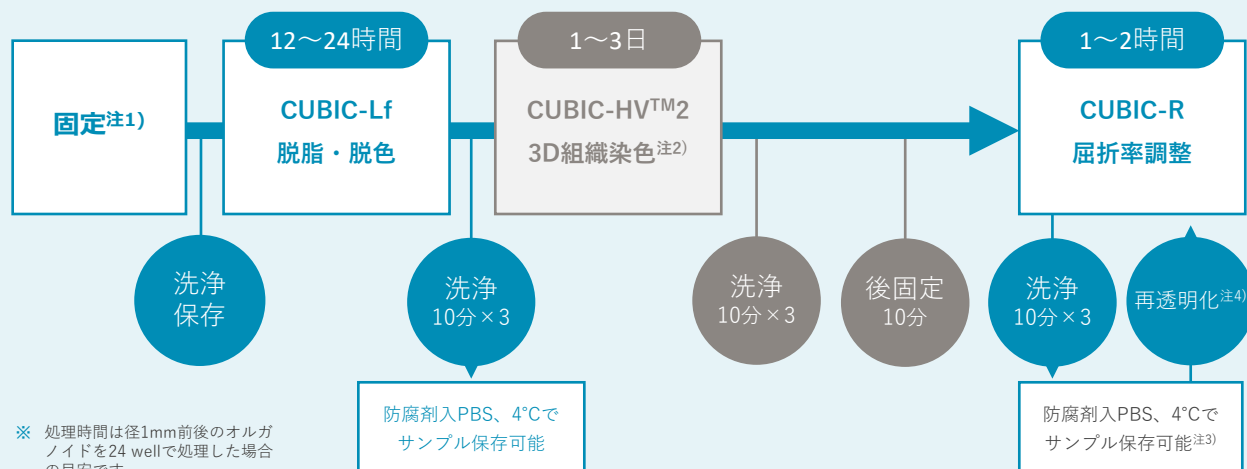 固定注1)
12〜24時間
CUBIC-Lf
脱脂・脱色
1〜3日
CUBIC-HV™2
3D組織染色注2)
1〜2時間
CUBIC-R
屈折率調整
洗浄
保存
洗浄
10分×3
洗浄
10分×3
後固定
10分
洗浄
10分×3
再透明化注4)
防腐剤入PBS、4°Cで
サンプル保存可能
防腐剤入PBS、4°Cで
サンプル保存可能注3)
※ 処理時間は径1mm前後のオルガ
ノイドを24 wellで処理した場合
の目安です